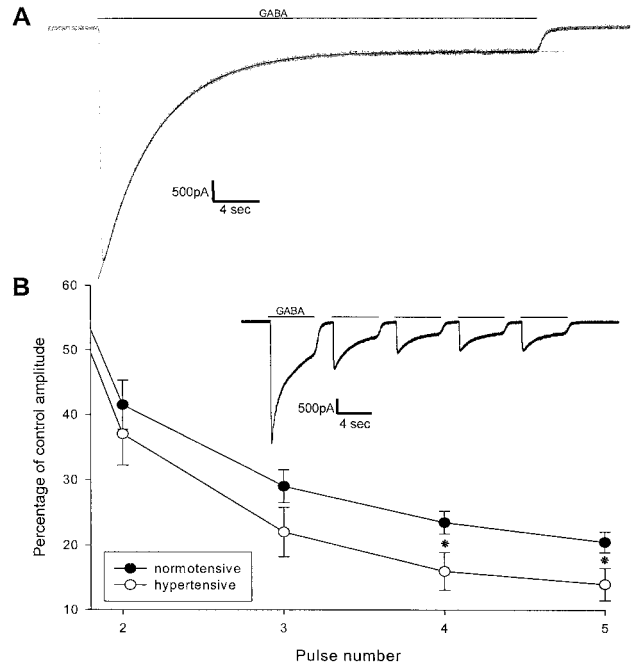 A
GABA
500pA
4 sec
B
60
50
40
30
20
10
Percentage of control amplitude
GABA
500pA
4 sec
*
*
normotensive
hypertensive
2
3
4
5
Pulse number